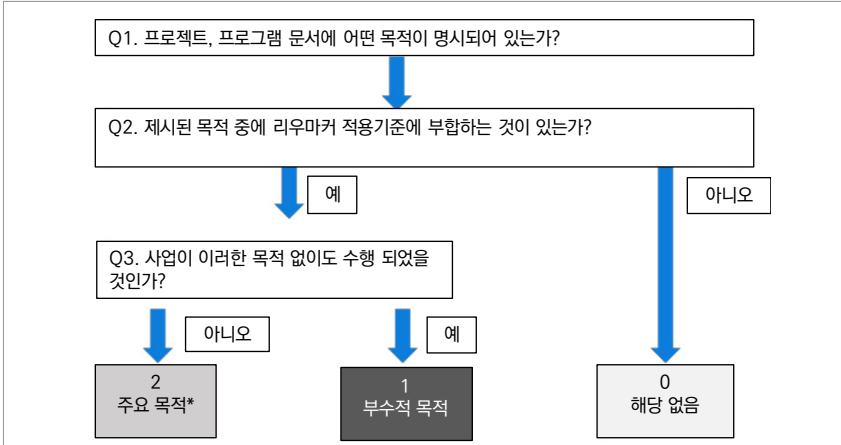 Q1. 프로젝트, 프로그램 문서에 어떤 목적이 명시되어 있는가?
Q2. 제시된 목적 중에 리우마커 적용기준에 부합하는 것이 있는가?
예
아니오
Q3. 사업이 이러한 목적 없이도 수행 되었을
것인가?
아니오
예
2
주요 목적*
1
부수적 목적
0
해당 없음